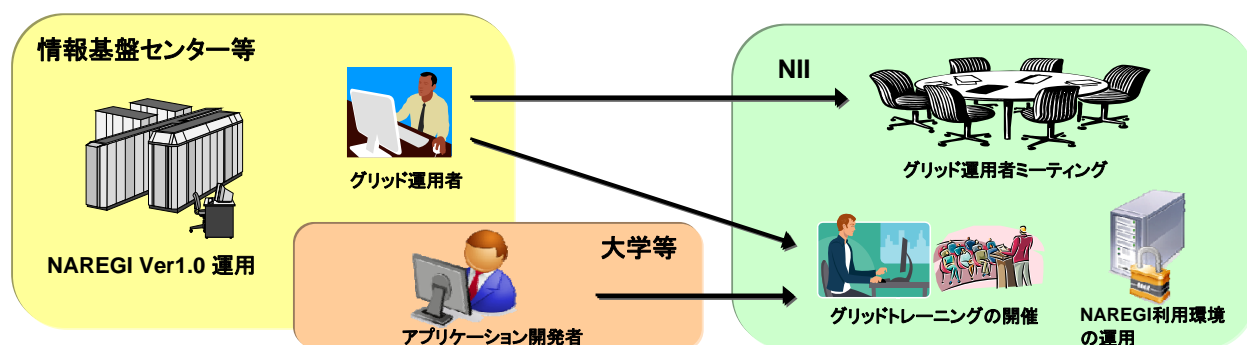 情報基盤センター等
NAREGI Ver1.0 運用
グリッド運用者
大学等
アプリケーション開発者
NII
グリッド運用者ミーティング
グリッドトレーニングの開催
NAREGI利用環境
の運用